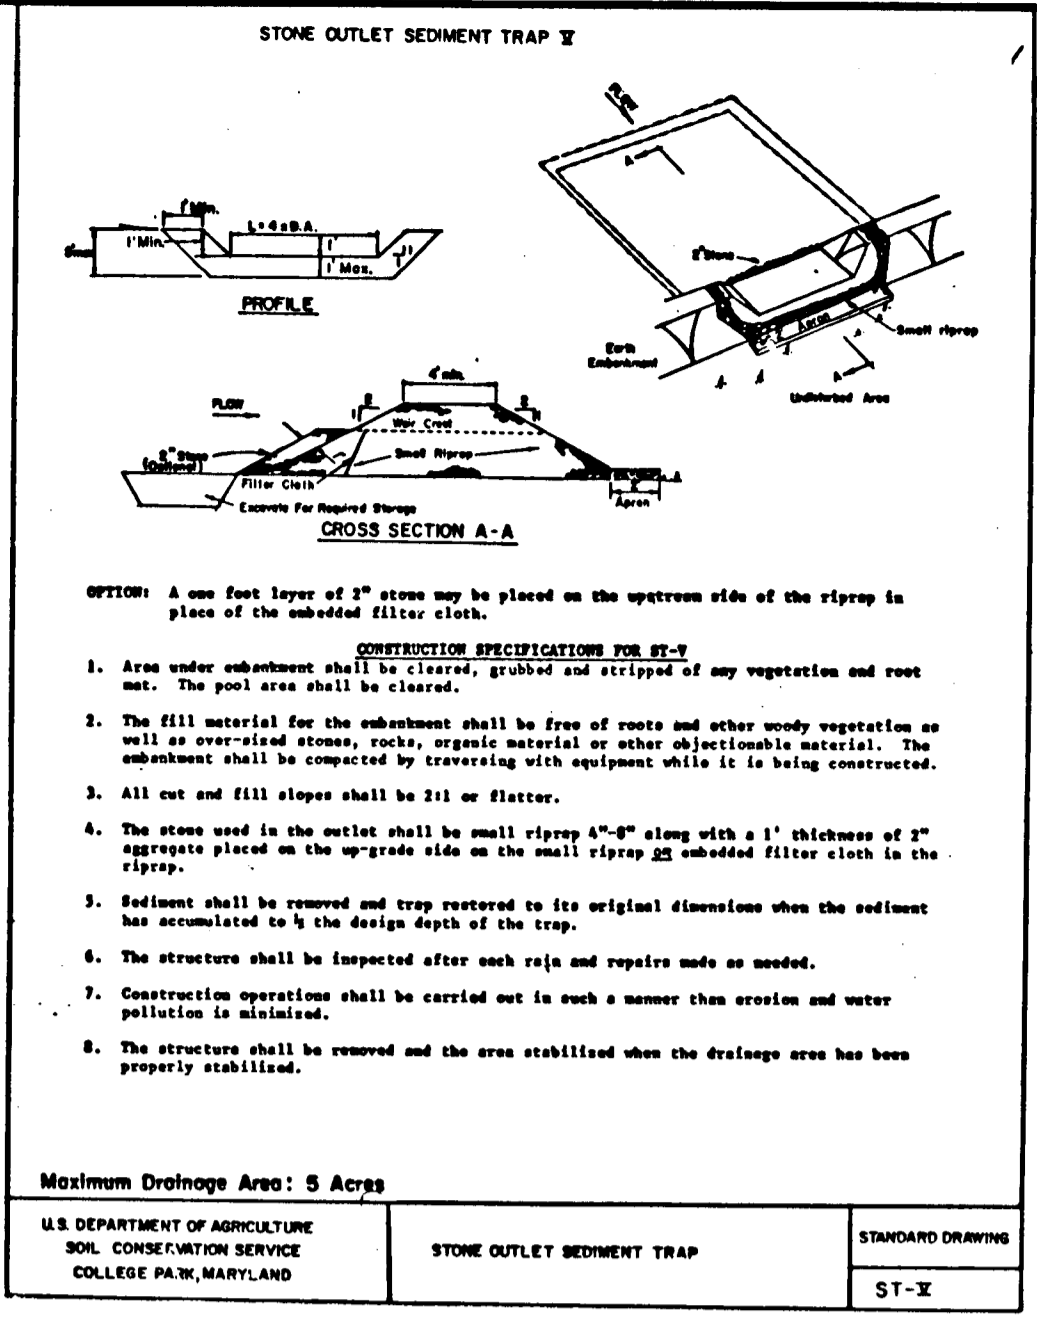 STONE OUTLET SEDIMENT TRAP V
FLOW
A
1' Min.
L = 4 x D.A.
1' Min.
1'
1' Max.
5' max
1
PROFILE
2" Stone
Apron
Small riprap
Earth
Embankment
A
Undisturbed Area
4' min.
FLOW
2
1
2
1
Weir Crest
2" Stone
(Optional)
Small Riprap
Filter Cloth
Apron
Excavate For Required Storage
CROSS SECTION A-A
OPTION: A one foot layer of 2" stone may be placed on the upstream side of the riprap in
place of the embedded filter cloth.
CONSTRUCTION SPECIFICATIONS FOR ST-V
1. Area under embankment shall be cleared, grubbed and stripped of any vegetation and root
mat. The pool area shall be cleared.
2. The fill material for the embankment shall be free of roots and other woody vegetation as
well as over-sized stones, rocks, organic material or other objectionable material. The
embankment shall be compacted by traversing with equipment while it is being constructed.
3. All cut and fill slopes shall be 2:1 or flatter.
4. The stone used in the outlet shall be small riprap 4"-8" along with a 1' thickness of 2"
aggregate placed on the up-grade side on the small riprap or embedded filter cloth in the
riprap.
5. Sediment shall be removed and trap restored to its original dimensions when the sediment
has accumulated to ½ the design depth of the trap.
6. The structure shall be inspected after each rain and repairs made as needed.
7. Construction operations shall be carried out in such a manner than erosion and water
pollution is minimized.
8. The structure shall be removed and the area stabilized when the drainage area has been
properly stabilized.
Maximum Drainage Area: 5 Acres
U.S. DEPARTMENT OF AGRICULTURE
SOIL CONSERVATION SERVICE
COLLEGE PARK, MARYLAND
STONE OUTLET SEDIMENT TRAP
STANDARD DRAWING
ST-V